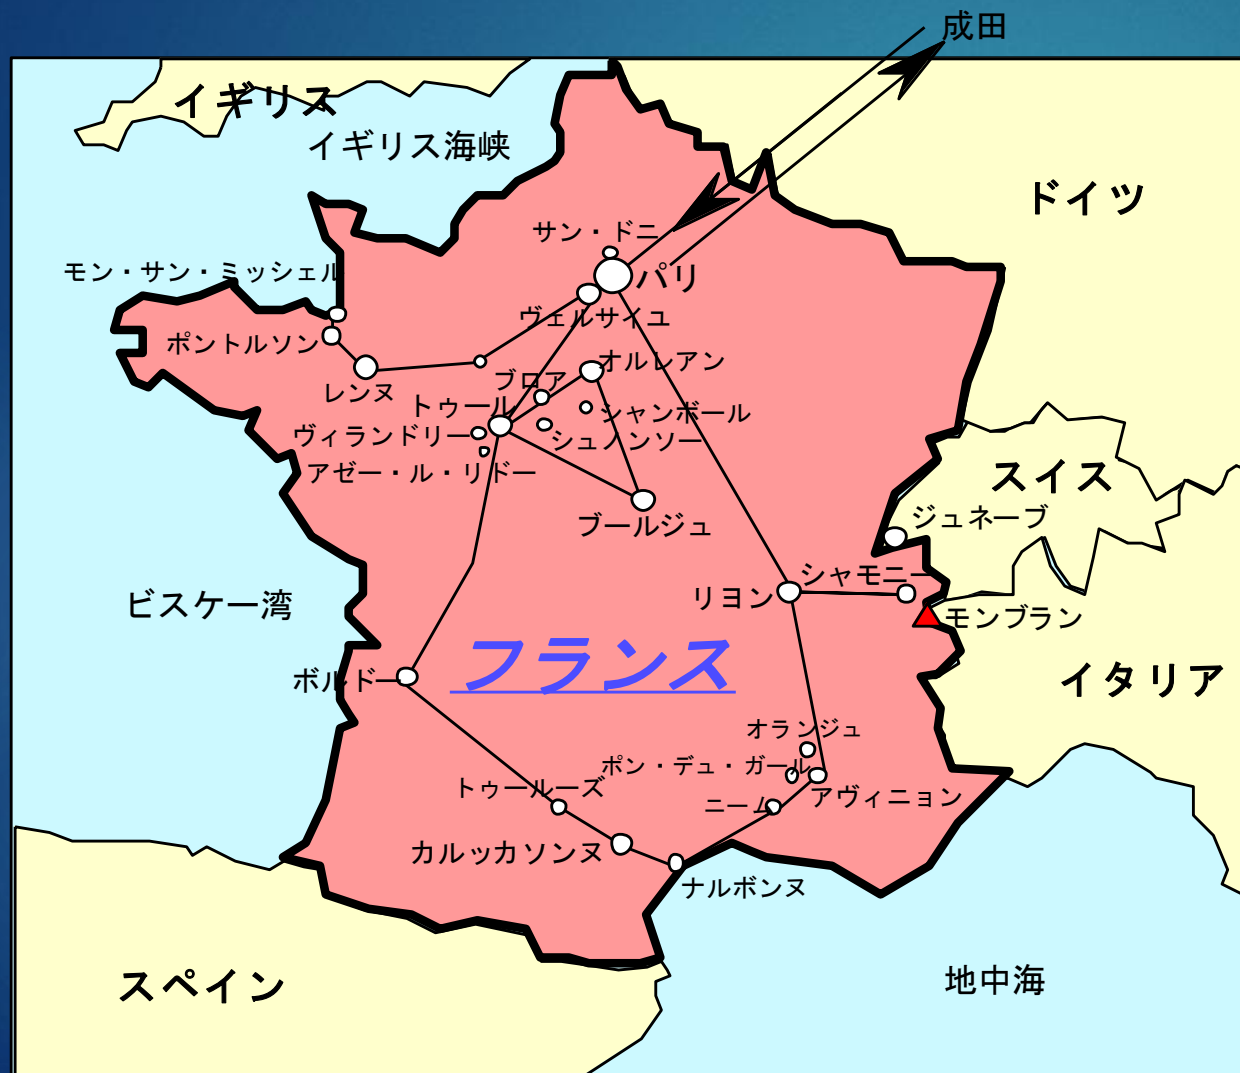 成田
イギリス
イギリス海峡
ドイツ
サン・ドニ
モン・サン・ミッシェル
パリ
ヴェルサイユ
ポントルソン
オルレアン
レンヌ
ブロア
トゥール
シャンボール
ヴィランドリー
シュノンソー
アゼー・ル・リドー
スイス
ブールジュ
ジュネーブ
シャモニー
ビスケー湾
リヨン
モンブラン
フランス
ボルドー
イタリア
オランジュ
ポン・デュ・ガール
トゥールーズ
ニーム
アヴィニョン
カルッカソンヌ
ナルボンヌ
スペイン
地中海